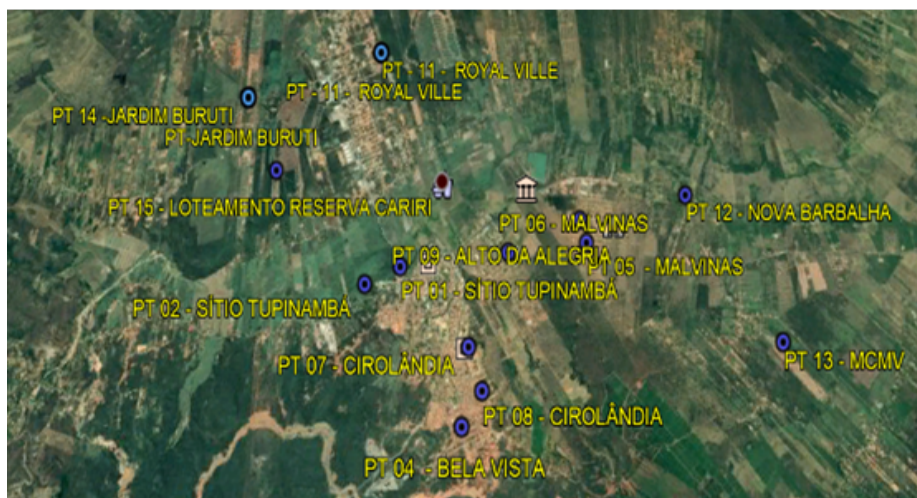 PT - 11 - ROYAL VILLE
PT - 11 - ROYAL VILLE
PT 14 -JARDIM BURUTI
PT-JARDIM BURUTI
PT 15 - LOTEAMENTO RESERVA CARIRI
PT 06 - MALVINAS
PT 12 - NOVA BARBALHA
PT 09 - ALTO DA ALEGRIA
PT 05 - MALVINAS
PT 01 - SÍTIO TUPINAMBÁ
PT 02 - SÍTIO TUPINAMBÁ
PT 07 - CIROLÂNDIA
PT 13 - MCMV
PT 08 - CIROLÂNDIA
PT 04 - BELA VISTA